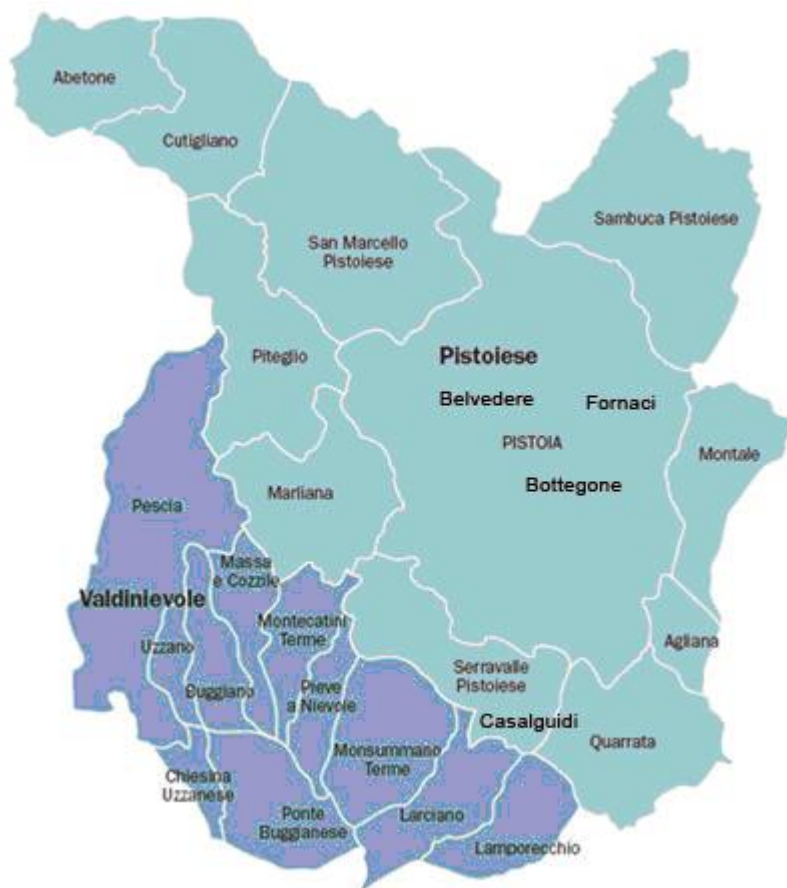 Abetone
Cutigliano
Sambuca Pistoiese
San Marcello
Pistoiese
Piteglio
Pistoiese
Belvedere
Fornaci
PISTOIA
Montale
Bottegone
Marliana
Pescia
Massa
e Cozzile
Valdinievole
Montecatini
Terme
Uzzano
Agliana
Buggiano
Pieve
a Nievole
Serravalle
Pistoiese
Casalguidi
Quarrata
Monsummano
Terme
Chiesina
Uzzanese
Ponte
Buggianese
Larciano
Lamporecchio